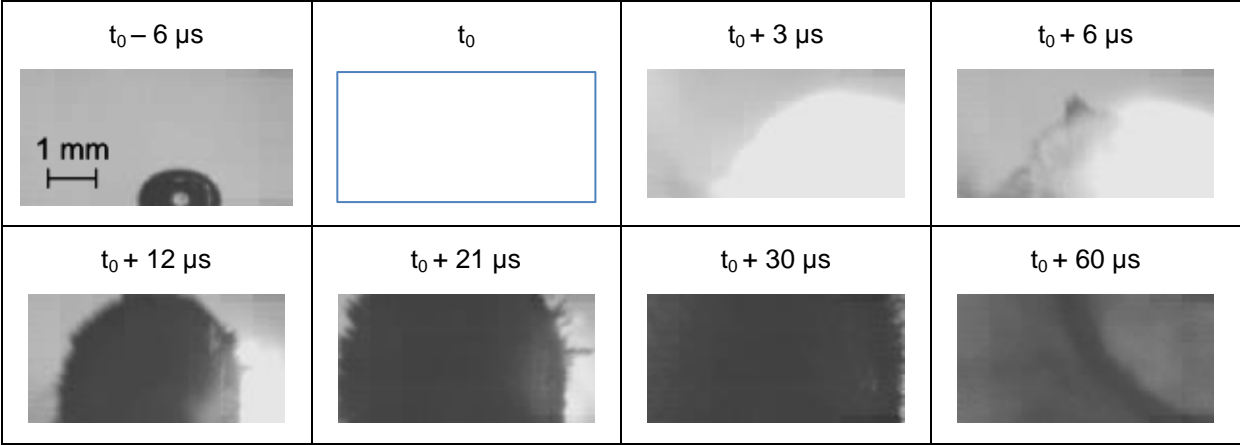 t₀ – 6 µs
t₀
t₀ + 3 µs
t₀ + 6 µs
1 mm
t₀ + 12 µs
t₀ + 21 µs
t₀ + 30 µs
t₀ + 60 µs